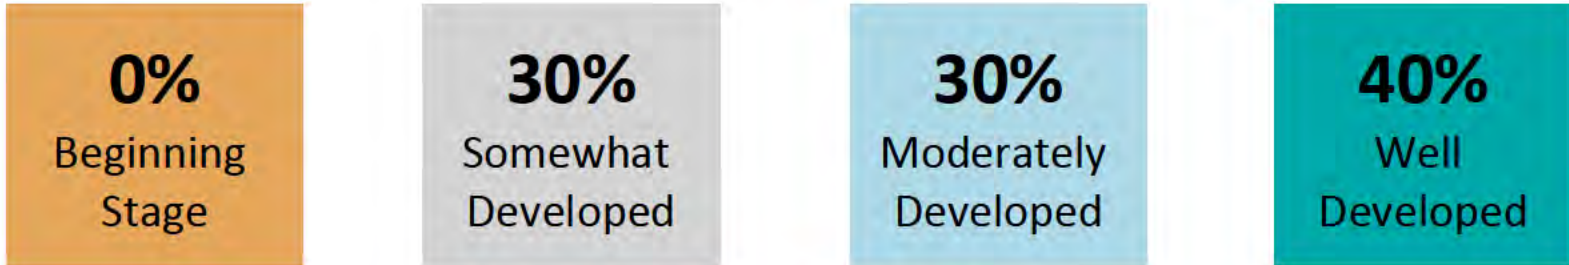 0%
Beginning
Stage
30%
Somewhat
Developed
30%
Moderately
Developed
40%
Well
Developed